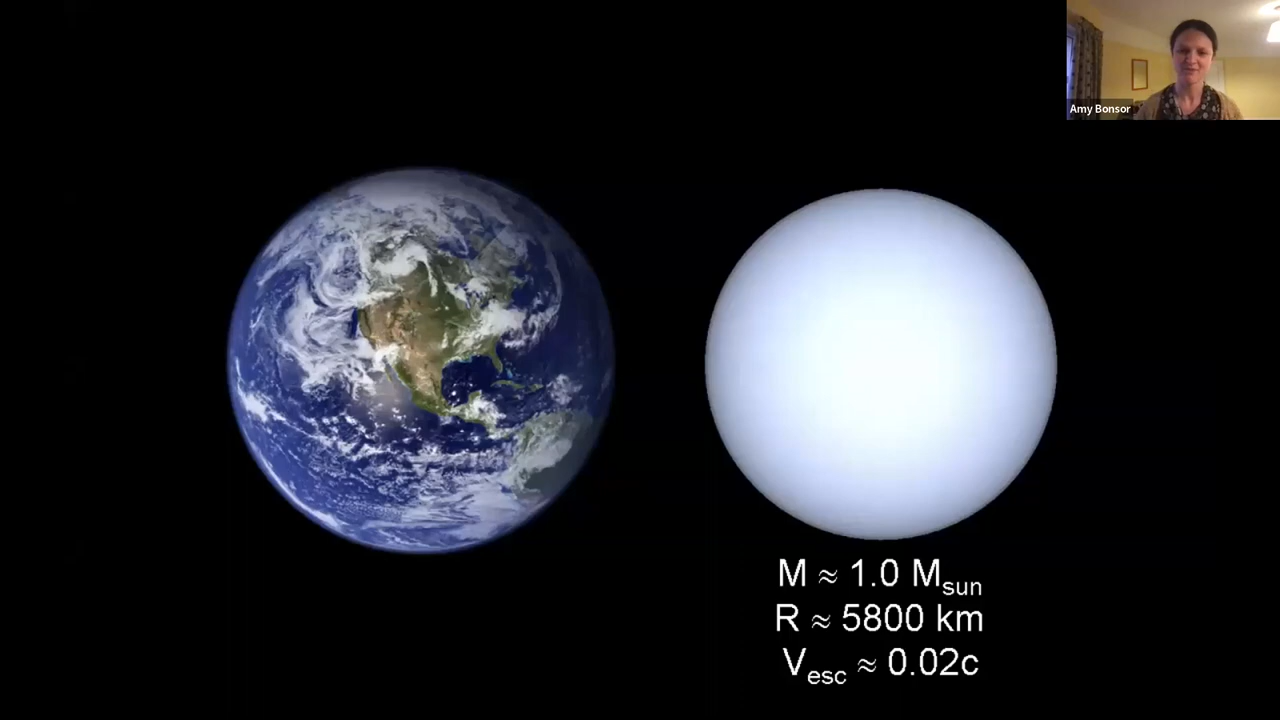 Amy Bonsor
M ≈ 1.0 Msun
R ≈ 5800 km
Vesc ≈ 0.02c